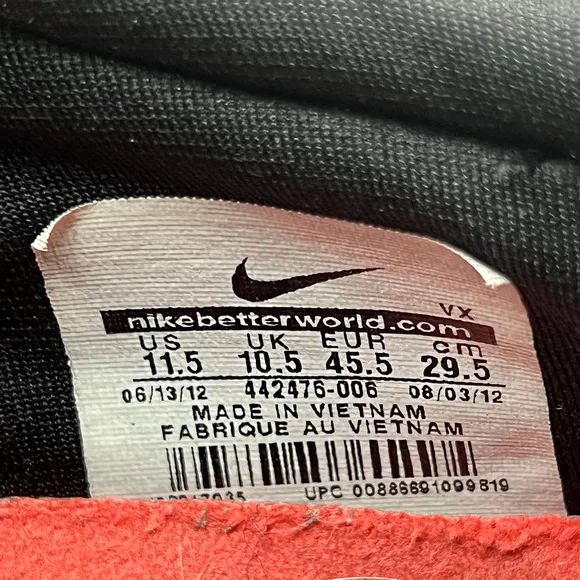 VX
nikebetterworld.com
US UK EUR cm
11.5 10.5 45.5 29.5
06/13/12 442476-006 08/03/12
MADE IN VIETNAM
FABRIQUE AU VIETNAM
UPC 00886691099819